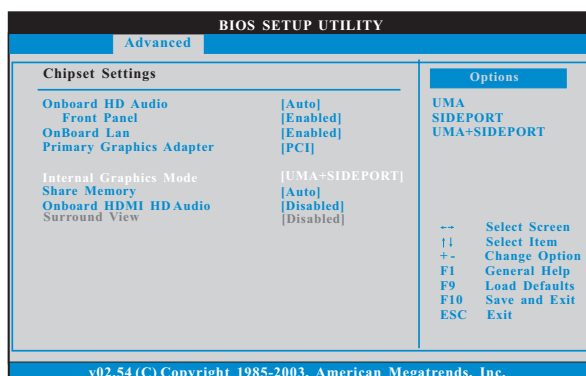 BIOS SETUP UTILITY
Advanced
Chipset Settings
Onboard HD Audio [Auto]
Front Panel [Enabled]
OnBoard Lan [Enabled]
Primary Graphics Adapter [PCI]
Internal Graphics Mode [UMA+SIDEPORT]
Share Memory [Auto]
Onboard HDMI HD Audio [Disabled]
Surround View [Disabled]
Options
UMA
SIDEPORT
UMA+SIDEPORT
←→ Select Screen
↑↓ Select Item
+- Change Option
F1 General Help
F9 Load Defaults
F10 Save and Exit
ESC Exit
v02.54 (C) Copyright 1985-2003, American Megatrends, Inc.